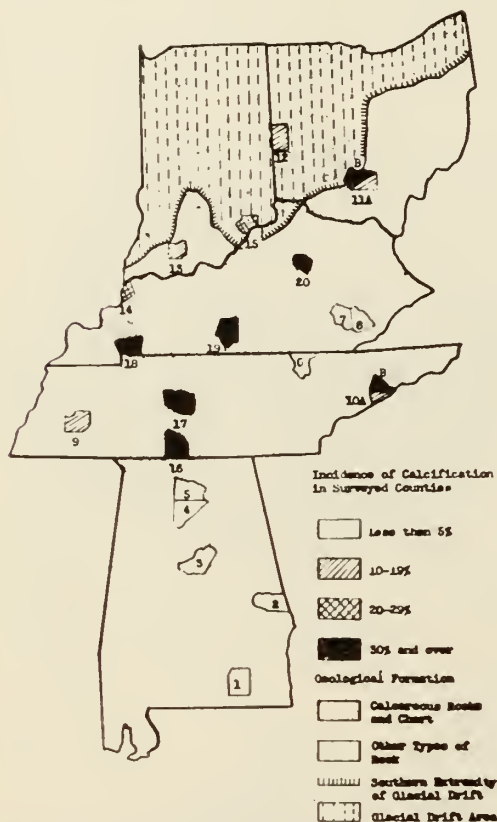 12
B
11A
C
15
13
20
14
7 8
19
18
C
B
10A
17
9
16
5
4
3
2
1
Incidence of Calcification
in Surveyed Counties
Less than 5%
10-19%
20-29%
30% and over
Geological Formation
Calcareous Rocks
and Chert
Other Types of
Rock
Southern Extremity
of Glacial Drift
Glacial Drift Area